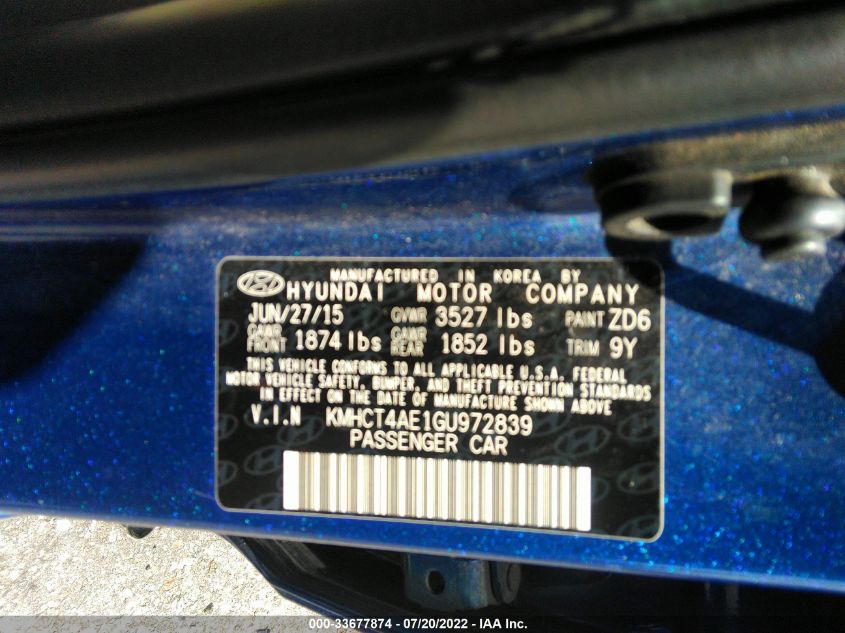 MANUFACTURED IN KOREA BY
HYUNDAI MOTOR COMPANY
JUN/27/15 GVWR 3527 lbs PAINT ZD6
GAWR FRONT 1874 lbs GAWR REAR 1852 lbs TRIM 9Y
THIS VEHICLE CONFORMS TO ALL APPLICABLE U.S.A. FEDERAL
MOTOR VEHICLE SAFETY, BUMPER, AND THEFT PREVENTION STANDARDS
IN EFFECT ON THE DATE OF MANUFACTURE SHOWN ABOVE
V.I.N KMHCT4AE1GU972839
PASSENGER CAR
000-33677874 / 07/20/2022 - IAA Inc.